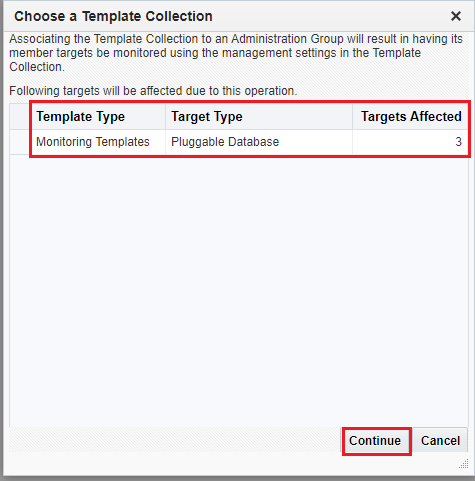 Choose a Template Collection
Associating the Template Collection to an Administration Group will result in having its
member targets be monitored using the management settings in the Template
Collection.
Following targets will be affected due to this operation.
Template Type Target Type Targets Affected
Monitoring Templates Pluggable Database 3
Continue Cancel